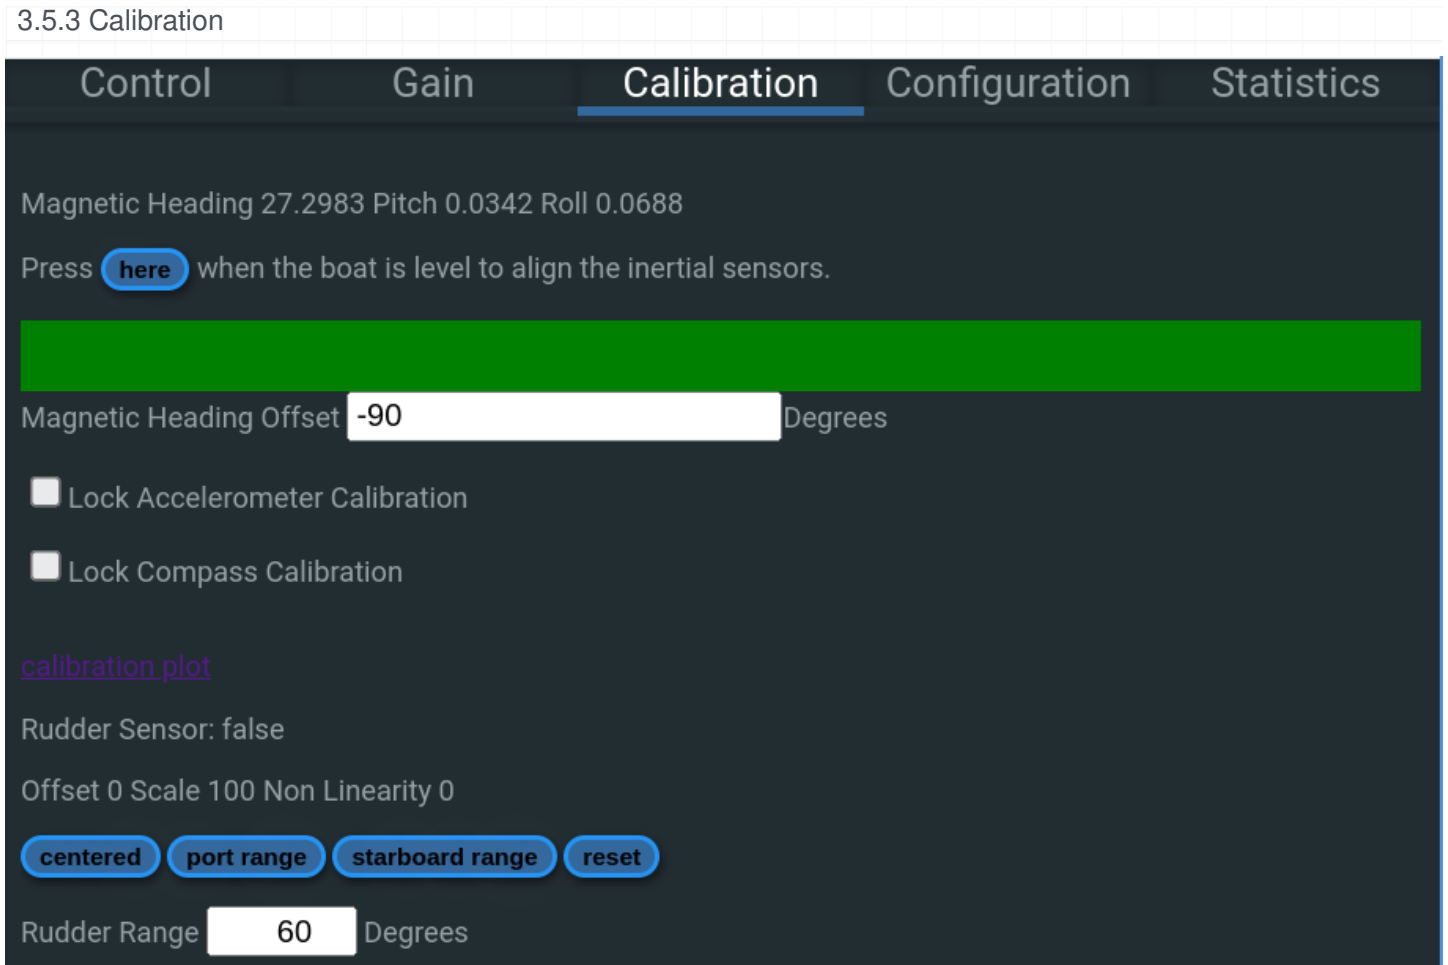 3.5.3 Calibration
Control Gain Calibration Configuration Statistics
Magnetic Heading 27.2983 Pitch 0.0342 Roll 0.0688
Press here when the boat is level to align the inertial sensors.
Magnetic Heading Offset -90 Degrees
Lock Accelerometer Calibration
Lock Compass Calibration
calibration plot
Rudder Sensor: false
Offset 0 Scale 100 Non Linearity 0
centered port range starboard range reset
Rudder Range 60 Degrees